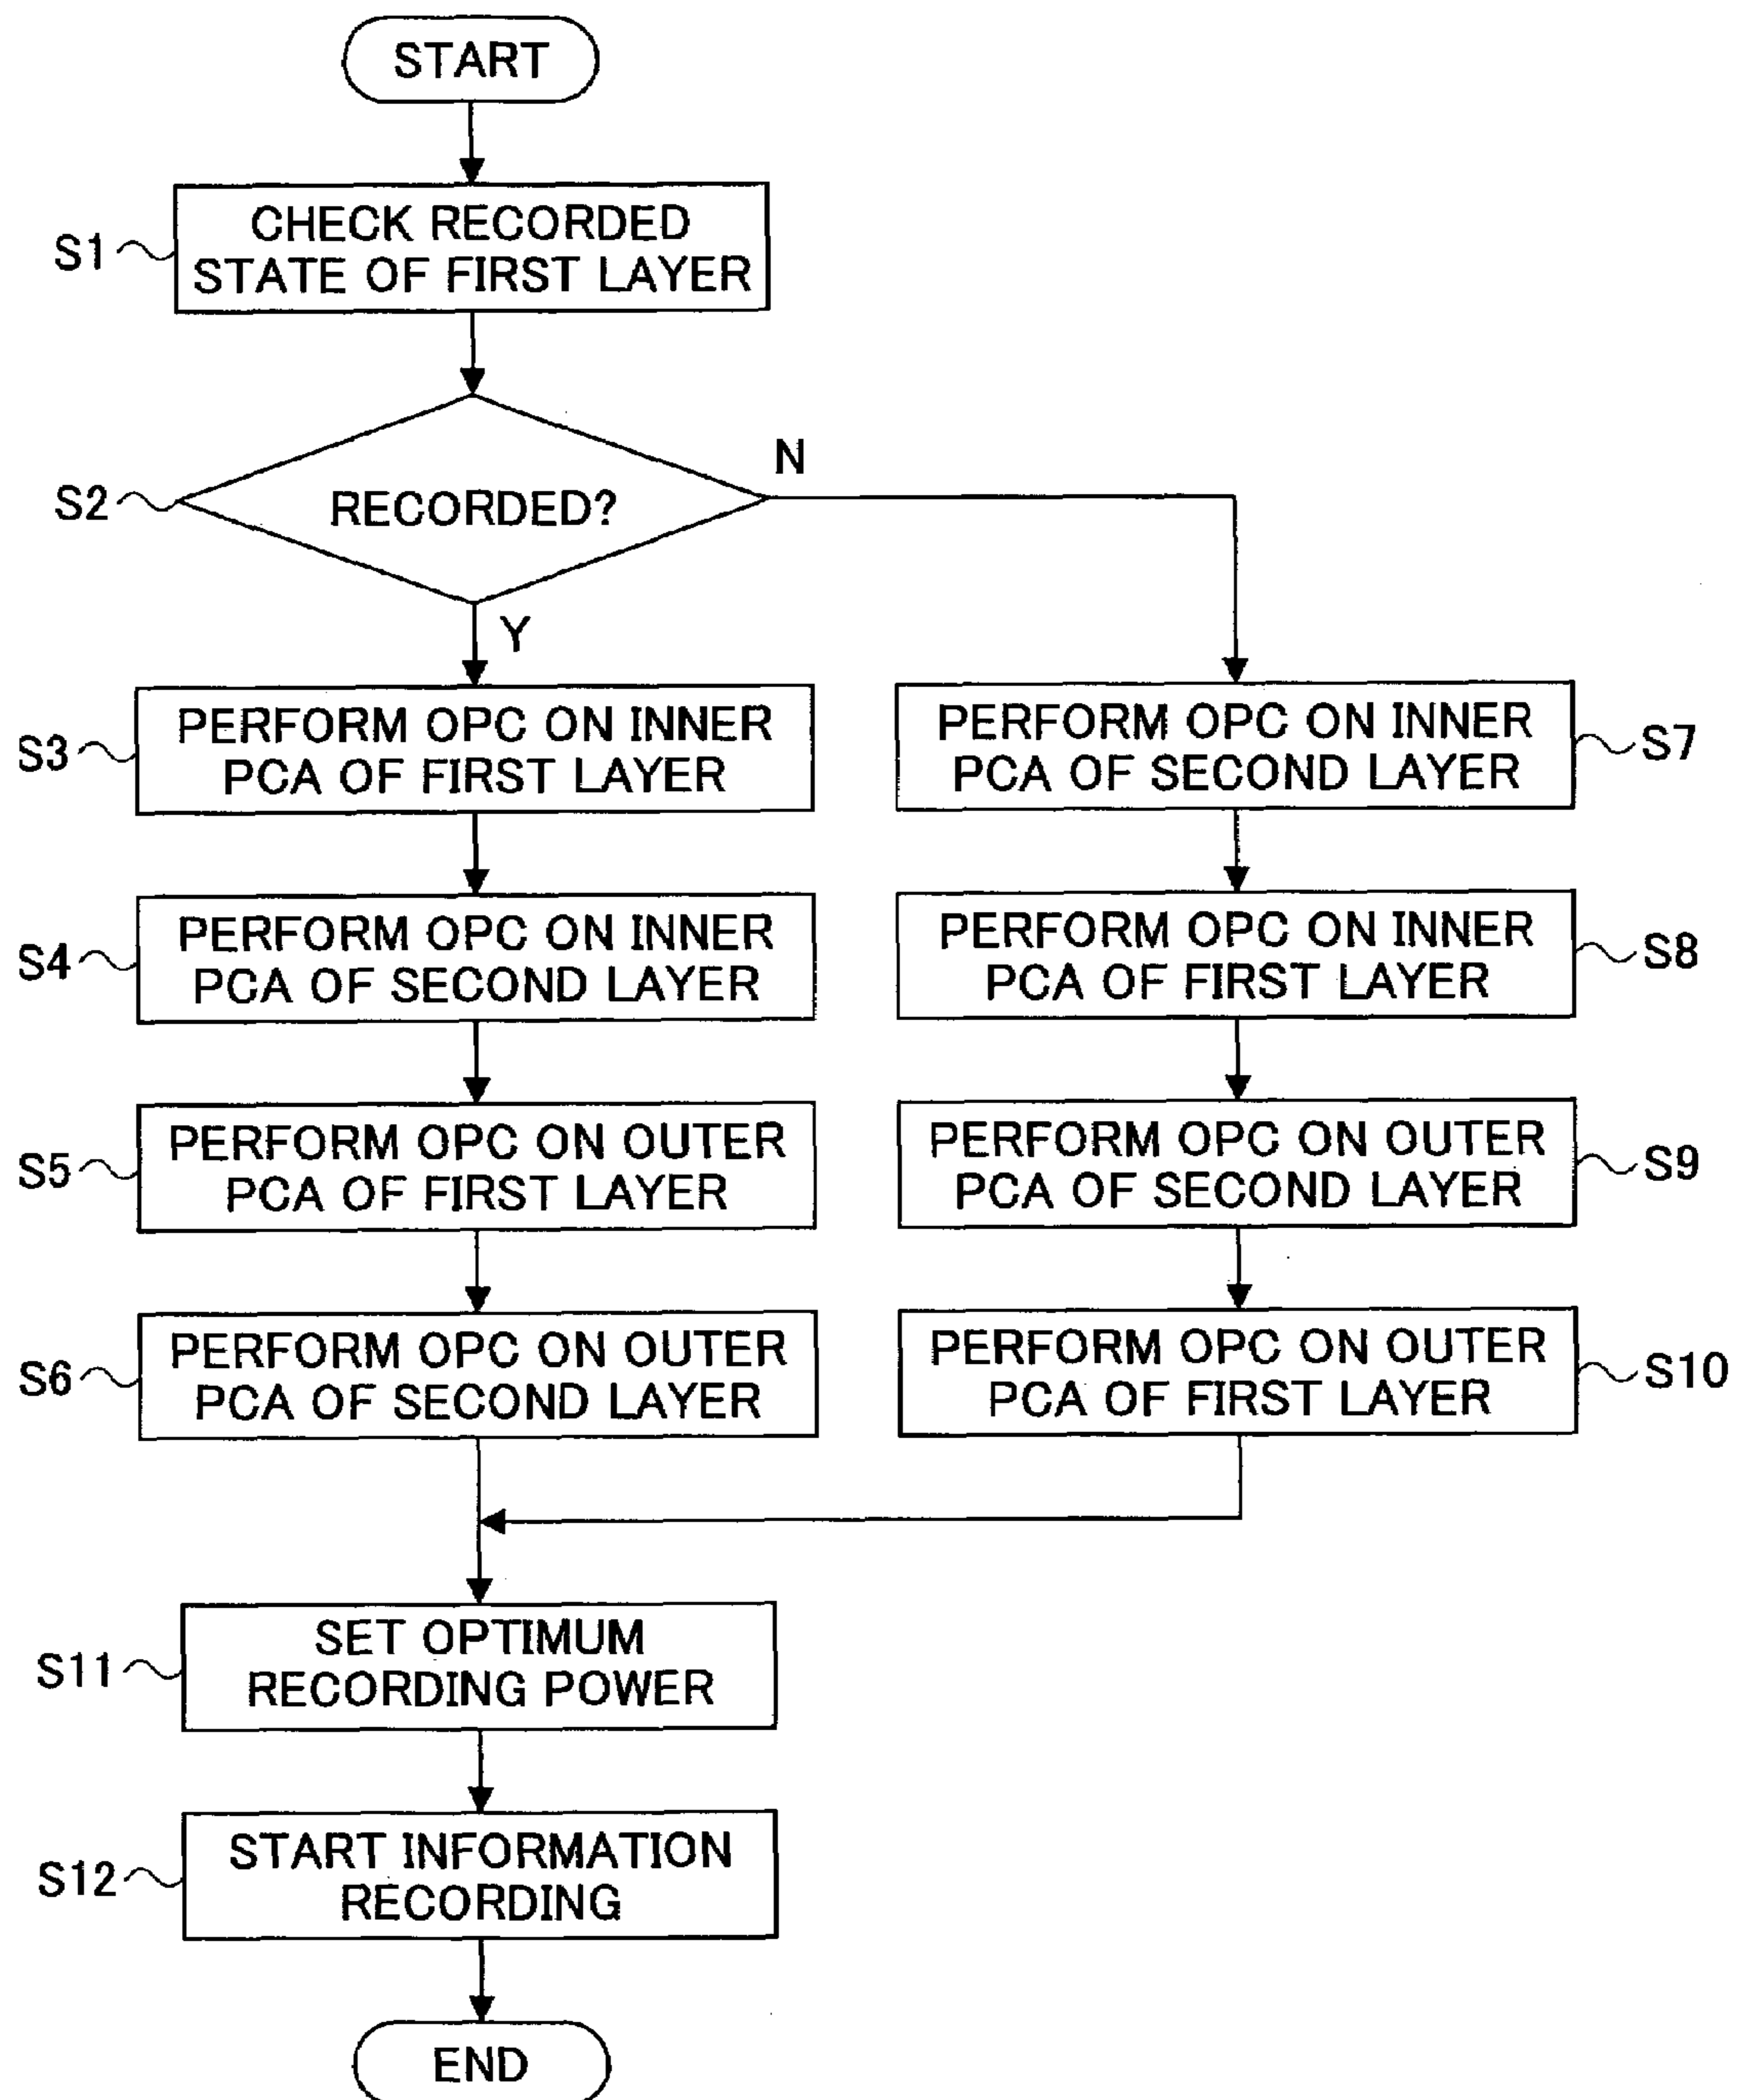 START
S1
CHECK RECORDED
STATE OF FIRST LAYER
S2
RECORDED?
N
Y
S3
PERFORM OPC ON INNER
PCA OF FIRST LAYER
PERFORM OPC ON INNER
PCA OF SECOND LAYER
S7
S4
PERFORM OPC ON INNER
PCA OF SECOND LAYER
PERFORM OPC ON INNER
PCA OF FIRST LAYER
S8
S5
PERFORM OPC ON OUTER
PCA OF FIRST LAYER
PERFORM OPC ON OUTER
PCA OF SECOND LAYER
S9
S6
PERFORM OPC ON OUTER
PCA OF SECOND LAYER
PERFORM OPC ON OUTER
PCA OF FIRST LAYER
S10
S11
SET OPTIMUM
RECORDING POWER
S12
START INFORMATION
RECORDING
END